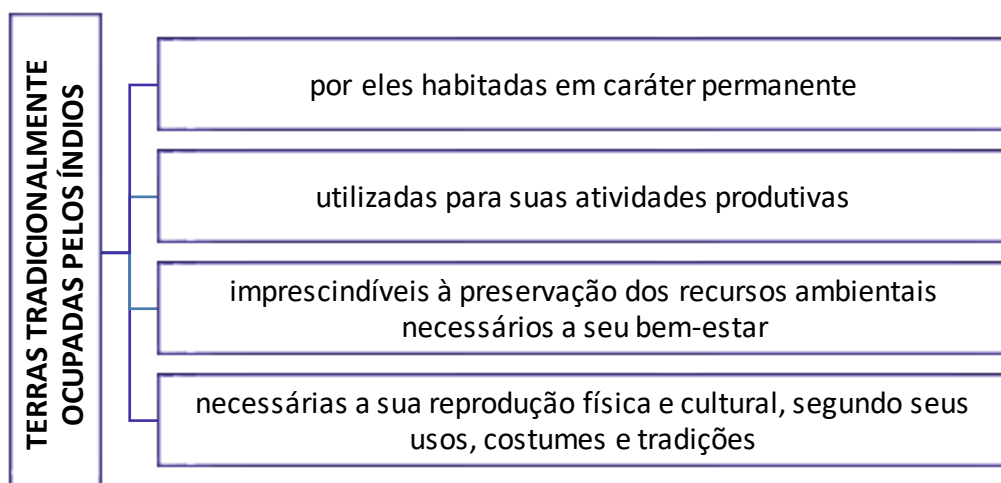 TERRAS TRADICIONALMENTE
OCUPADAS PELOS ÍNDIOS
por eles habitadas em caráter permanente
utilizadas para suas atividades produtivas
imprescindíveis à preservação dos recursos ambientais
necessários a seu bem-estar
necessárias a sua reprodução física e cultural, segundo seus
usos, costumes e tradições